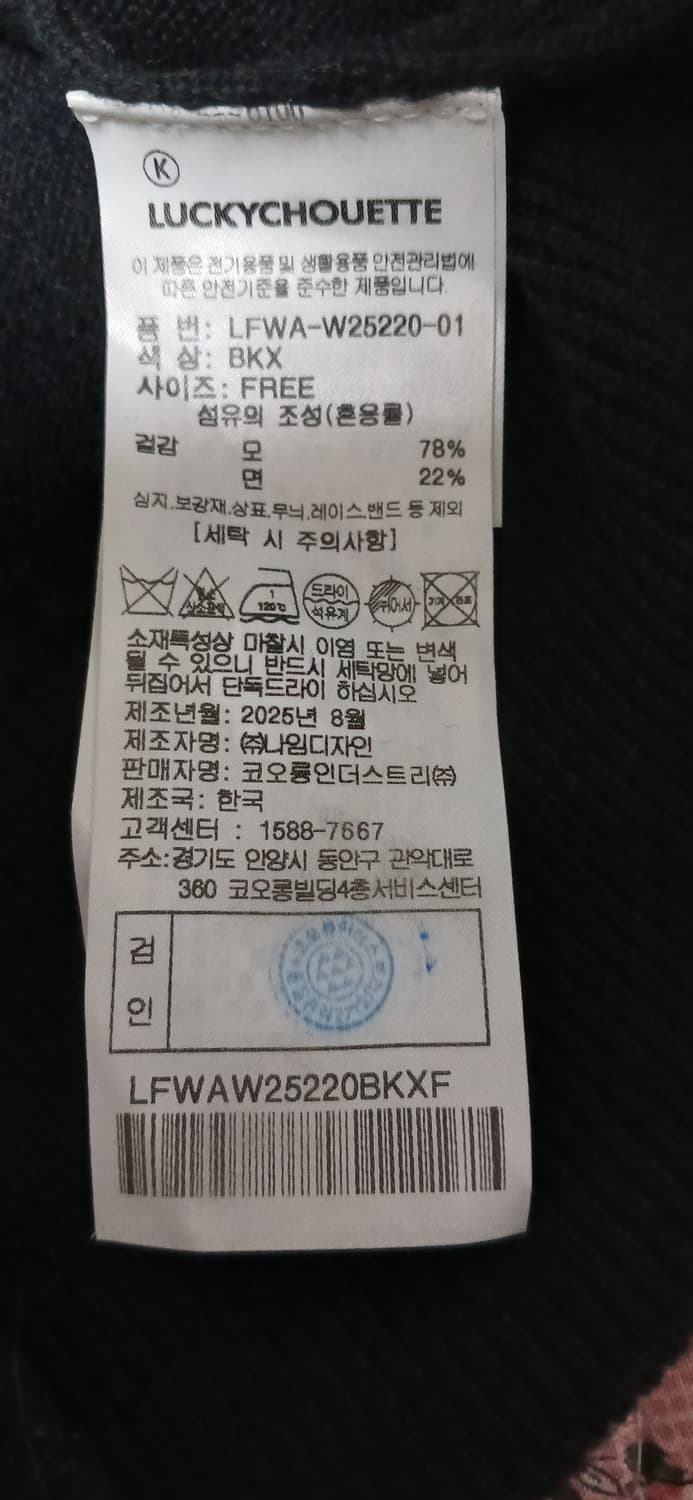 K
LUCKYCHOUETTE
이 제품은 전기용품 및 생활용품 안전관리법에
따른 안전기준을 준수한 제품입니다.
품 번: LFWA-W25220-01
색 상: BKX
사이즈: FREE
섬유의 조성(혼용률)
겉감 모 78%
면 22%
심지.보강재.상표.무늬.레이스.밴드 등 제외
[세탁 시 주의사항]
1 120℃ 드라이 석유계 뉘어서
소재특성상 마찰시 이염 또는 변색
될 수 있으니 반드시 세탁망에 넣어
뒤집어서 단독드라이 하십시오
제조년월: 2025년 8월
제조자명: ㈜나임디자인
판매자명: 코오롱인더스트리㈜
제조국: 한국
고객센터 : 1588-7667
주소:경기도 안양시 동안구 관악대로
360 코오롱빌딩4층서비스센터
검
인
LFWAW25220BKXF